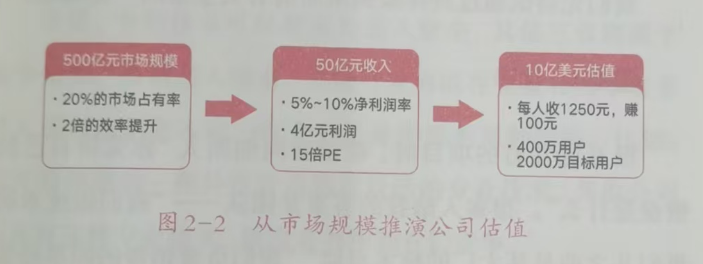 500亿元市场规模
· 20%的市场占有率
· 2倍的效率提升
50亿元收入
· 5%~10%净利润率
· 4亿元利润
· 15倍PE
10亿美元估值
· 每人收1250元，赚
100元
· 400万用户
2000万目标用户
图2-2 从市场规模推演公司估值